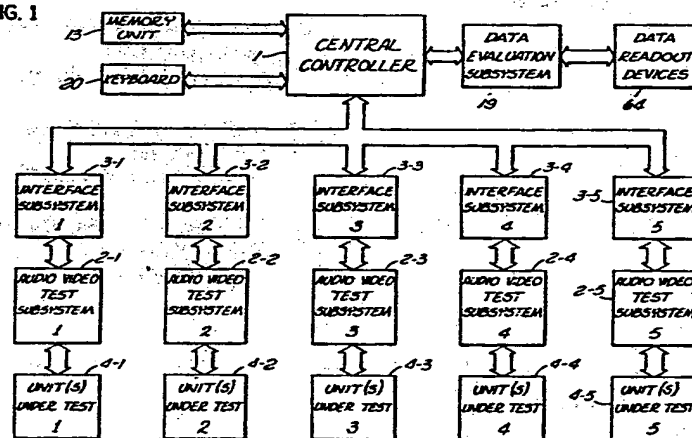 FIG. 1
13
MEMORY
UNIT
20
KEYBOARD
1
CENTRAL
CONTROLLER
DATA
EVALUATION
SUBSYSTEM
19
DATA
READOUT
DEVICES
64
3-1
INTERFACE
SUBSYSTEM
1
3-2
INTERFACE
SUBSYSTEM
2
3-3
INTERFACE
SUBSYSTEM
3
3-4
INTERFACE
SUBSYSTEM
4
3-5
INTERFACE
SUBSYSTEM
5
2-1
AUDIO VIDEO
TEST
SUBSYSTEM
1
2-2
AUDIO VIDEO
TEST
SUBSYSTEM
2
2-3
AUDIO VIDEO
TEST
SUBSYSTEM
3
2-4
AUDIO VIDEO
TEST
SUBSYSTEM
4
2-5
AUDIO VIDEO
TEST
SUBSYSTEM
5
4-1
UNIT(S)
UNDER TEST
1
4-2
UNIT(S)
UNDER TEST
2
4-3
UNIT(S)
UNDER TEST
3
4-4
UNIT(S)
UNDER TEST
4
4-5
UNIT(S)
UNDER TEST
5